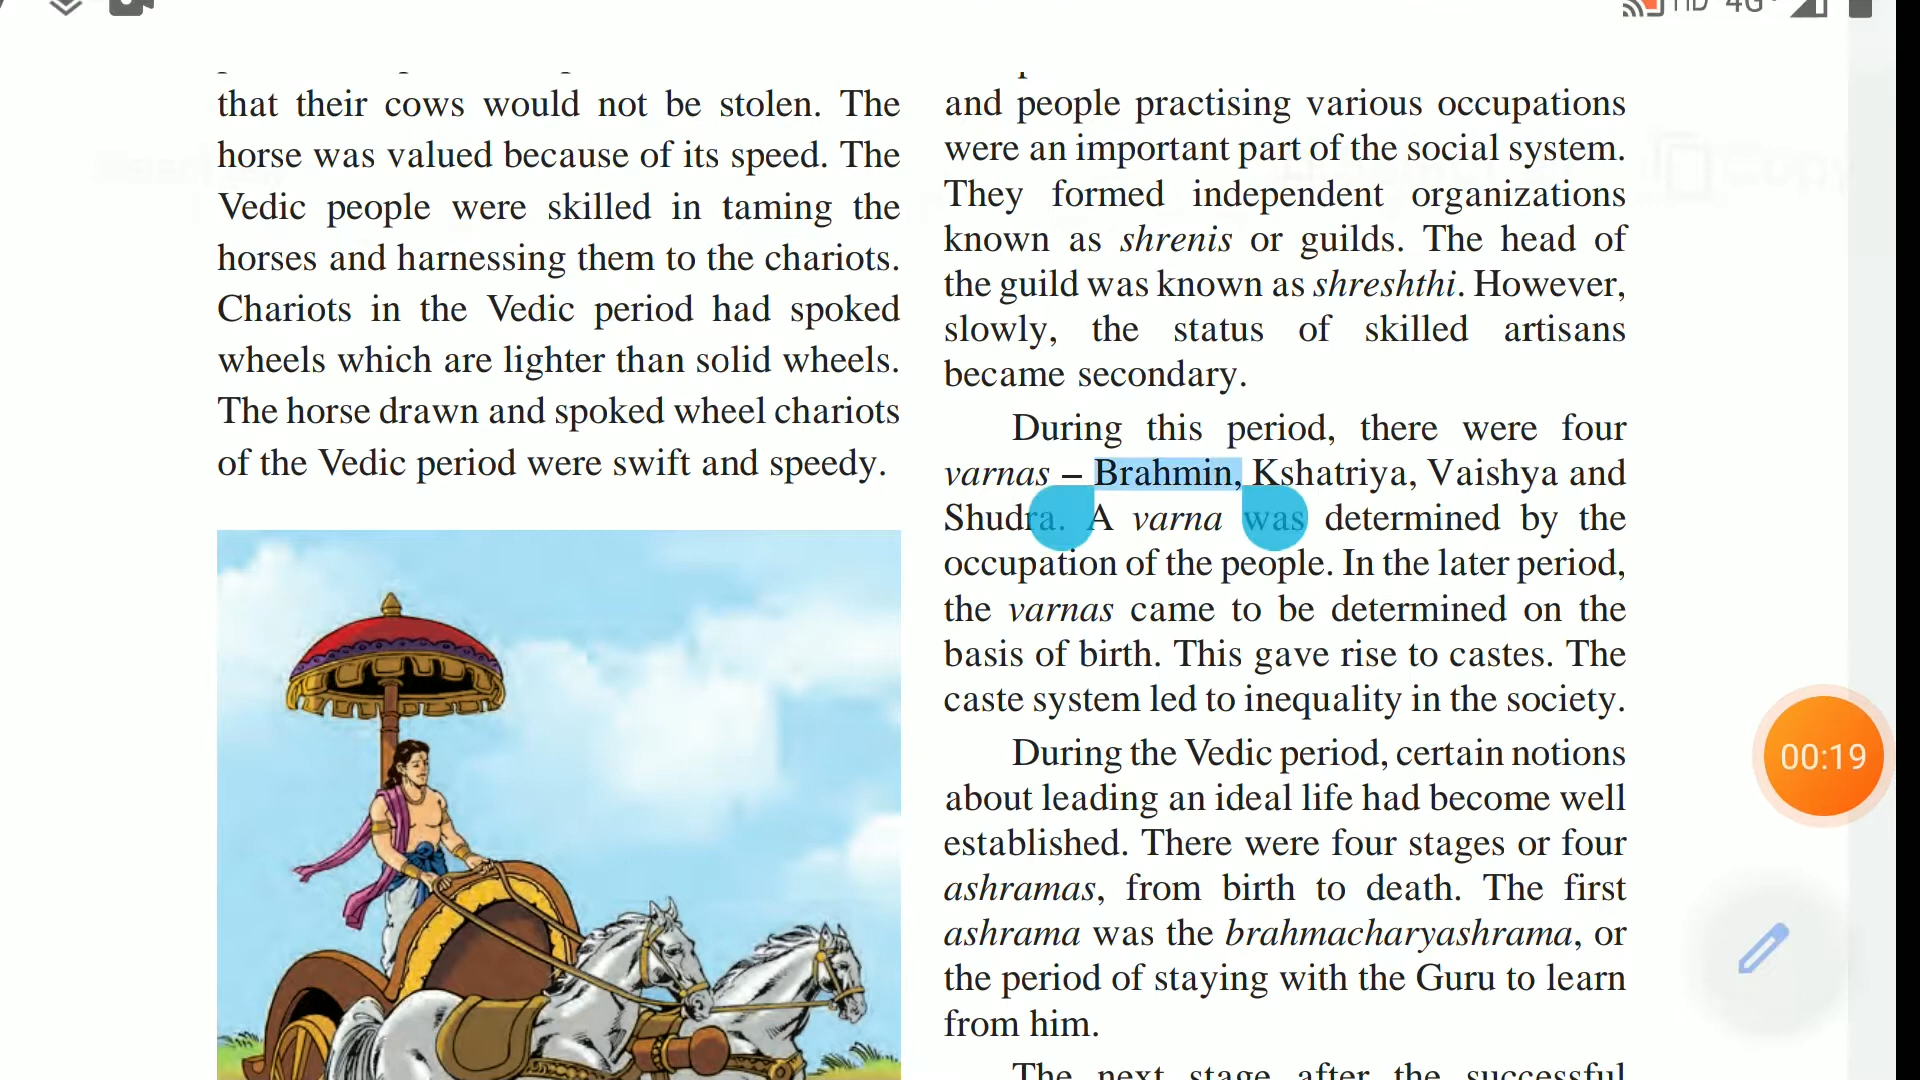 HD 4G
that their cows would not be stolen. The
horse was valued because of its speed. The
Vedic people were skilled in taming the
horses and harnessing them to the chariots.
Chariots in the Vedic period had spoked
wheels which are lighter than solid wheels.
The horse drawn and spoked wheel chariots
of the Vedic period were swift and speedy.
and people practising various occupations
were an important part of the social system.
They formed independent organizations
known as shrenis or guilds. The head of
the guild was known as shreshthi. However,
slowly, the status of skilled artisans
became secondary.
During this period, there were four
varnas – Brahmin, Kshatriya, Vaishya and
Shudra. A varna was determined by the
occupation of the people. In the later period,
the varnas came to be determined on the
basis of birth. This gave rise to castes. The
caste system led to inequality in the society.
During the Vedic period, certain notions
about leading an ideal life had become well
established. There were four stages or four
ashramas, from birth to death. The first
ashrama was the brahmacharyashrama, or
the period of staying with the Guru to learn
from him.
The next stage after the successful
Copy
00:19